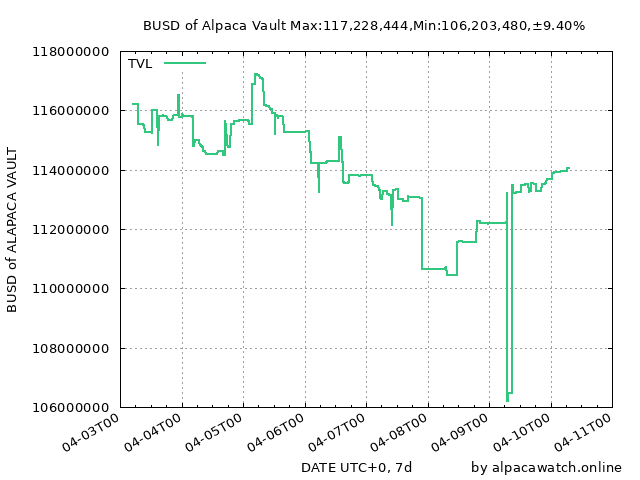 BUSD of Alpaca Vault Max:117,228,444,Min:106,203,480,±9.40%
TVL
118000000
116000000
114000000
112000000
110000000
108000000
106000000
BUSD of ALAPACA VAULT
04-03T00
04-04T00
04-05T00
04-06T00
04-07T00
04-08T00
04-09T00
04-10T00
04-11T00
DATE UTC+0, 7d
by alpacawatch.online